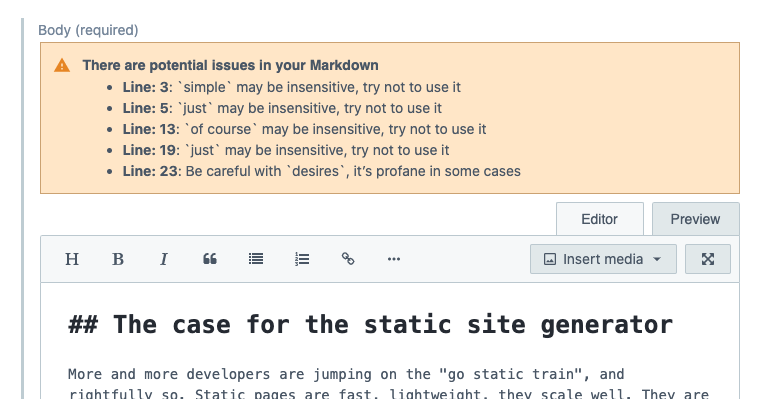 Body (required)
There are potential issues in your Markdown
• Line: 3: `simple` may be insensitive, try not to use it
• Line: 5: `just` may be insensitive, try not to use it
• Line: 13: `of course` may be insensitive, try not to use it
• Line: 19: `just` may be insensitive, try not to use it
• Line: 23: Be careful with `desires`, it's profane in some cases
Editor Preview
H B I Insert media
## The case for the static site generator
More and more developers are jumping on the "go static train", and
rightfully so. Static pages are fast, lightweight, they scale well. They are